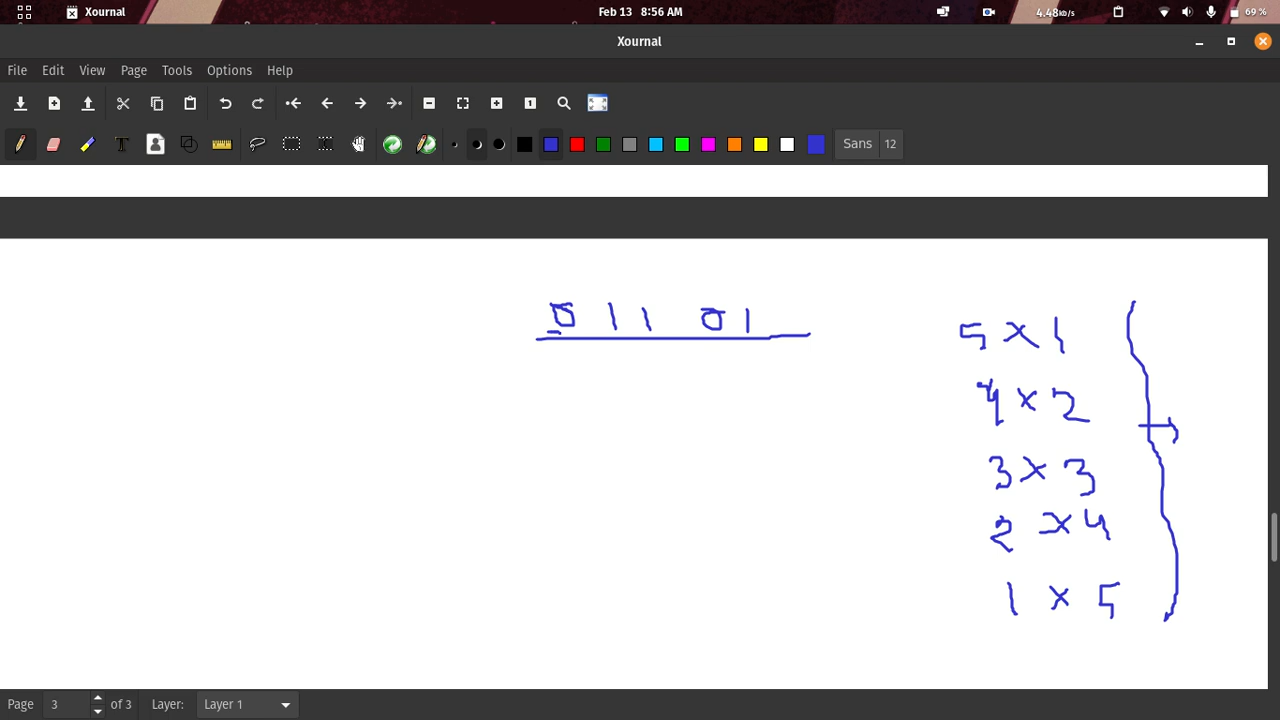 Xournal
Feb 13 8:56 AM
4.48kb/s
69 %
Xournal
File Edit View Page Tools Options Help
1
T
Sans 12
0 1 1 0 1
5 x 1
4 x 2
3 x 3
2 x 4
1 x 5
Page 3 of 3 Layer: Layer 1